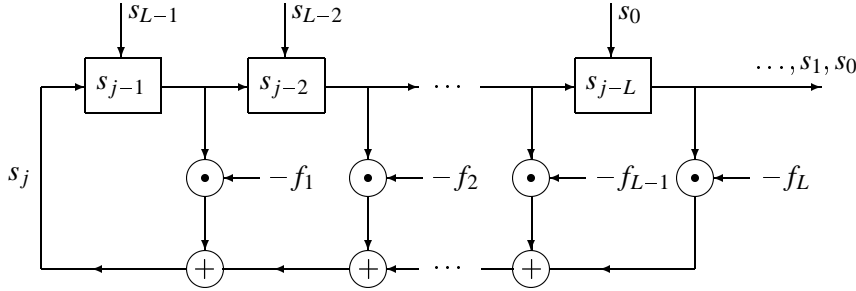 s_{L−1} s_{L−2} s_0
s_{j−1} s_{j−2} ⋯ s_{j−L} …, s_1, s_0
s_j −f_1 −f_2 −f_{L−1} −f_L
+ + ⋯ +